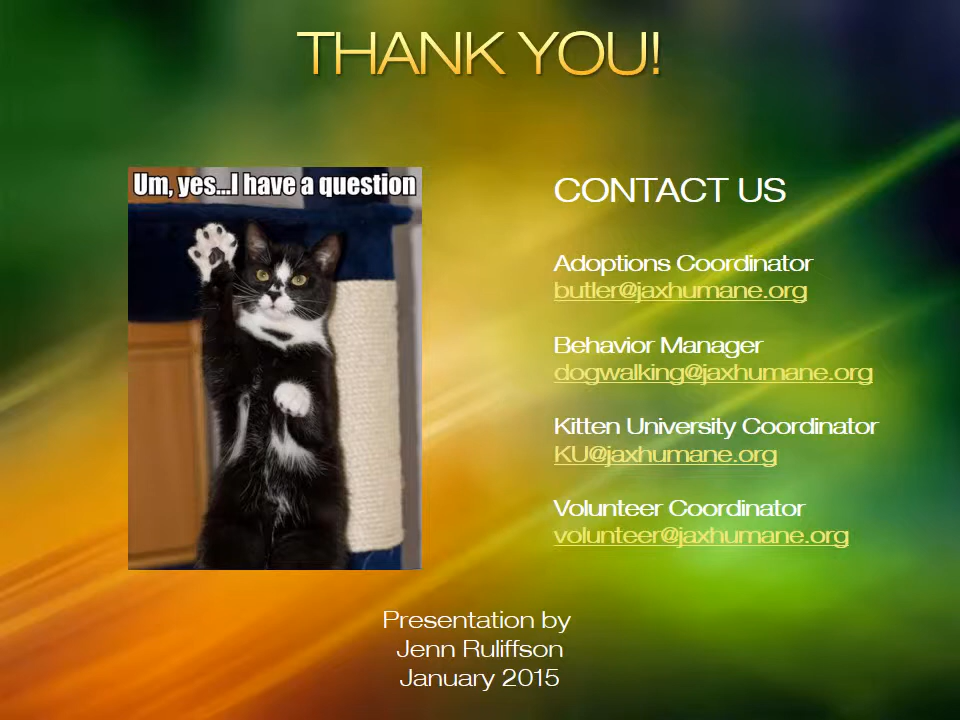 THANK YOU!
Um, yes...I have a question
CONTACT US
Adoptions Coordinator
butler@jaxhumane.org
Behavior Manager
dogwalking@jaxhumane.org
Kitten University Coordinator
KU@jaxhumane.org
Volunteer Coordinator
volunteer@jaxhumane.org
Presentation by
Jenn Ruliffson
January 2015